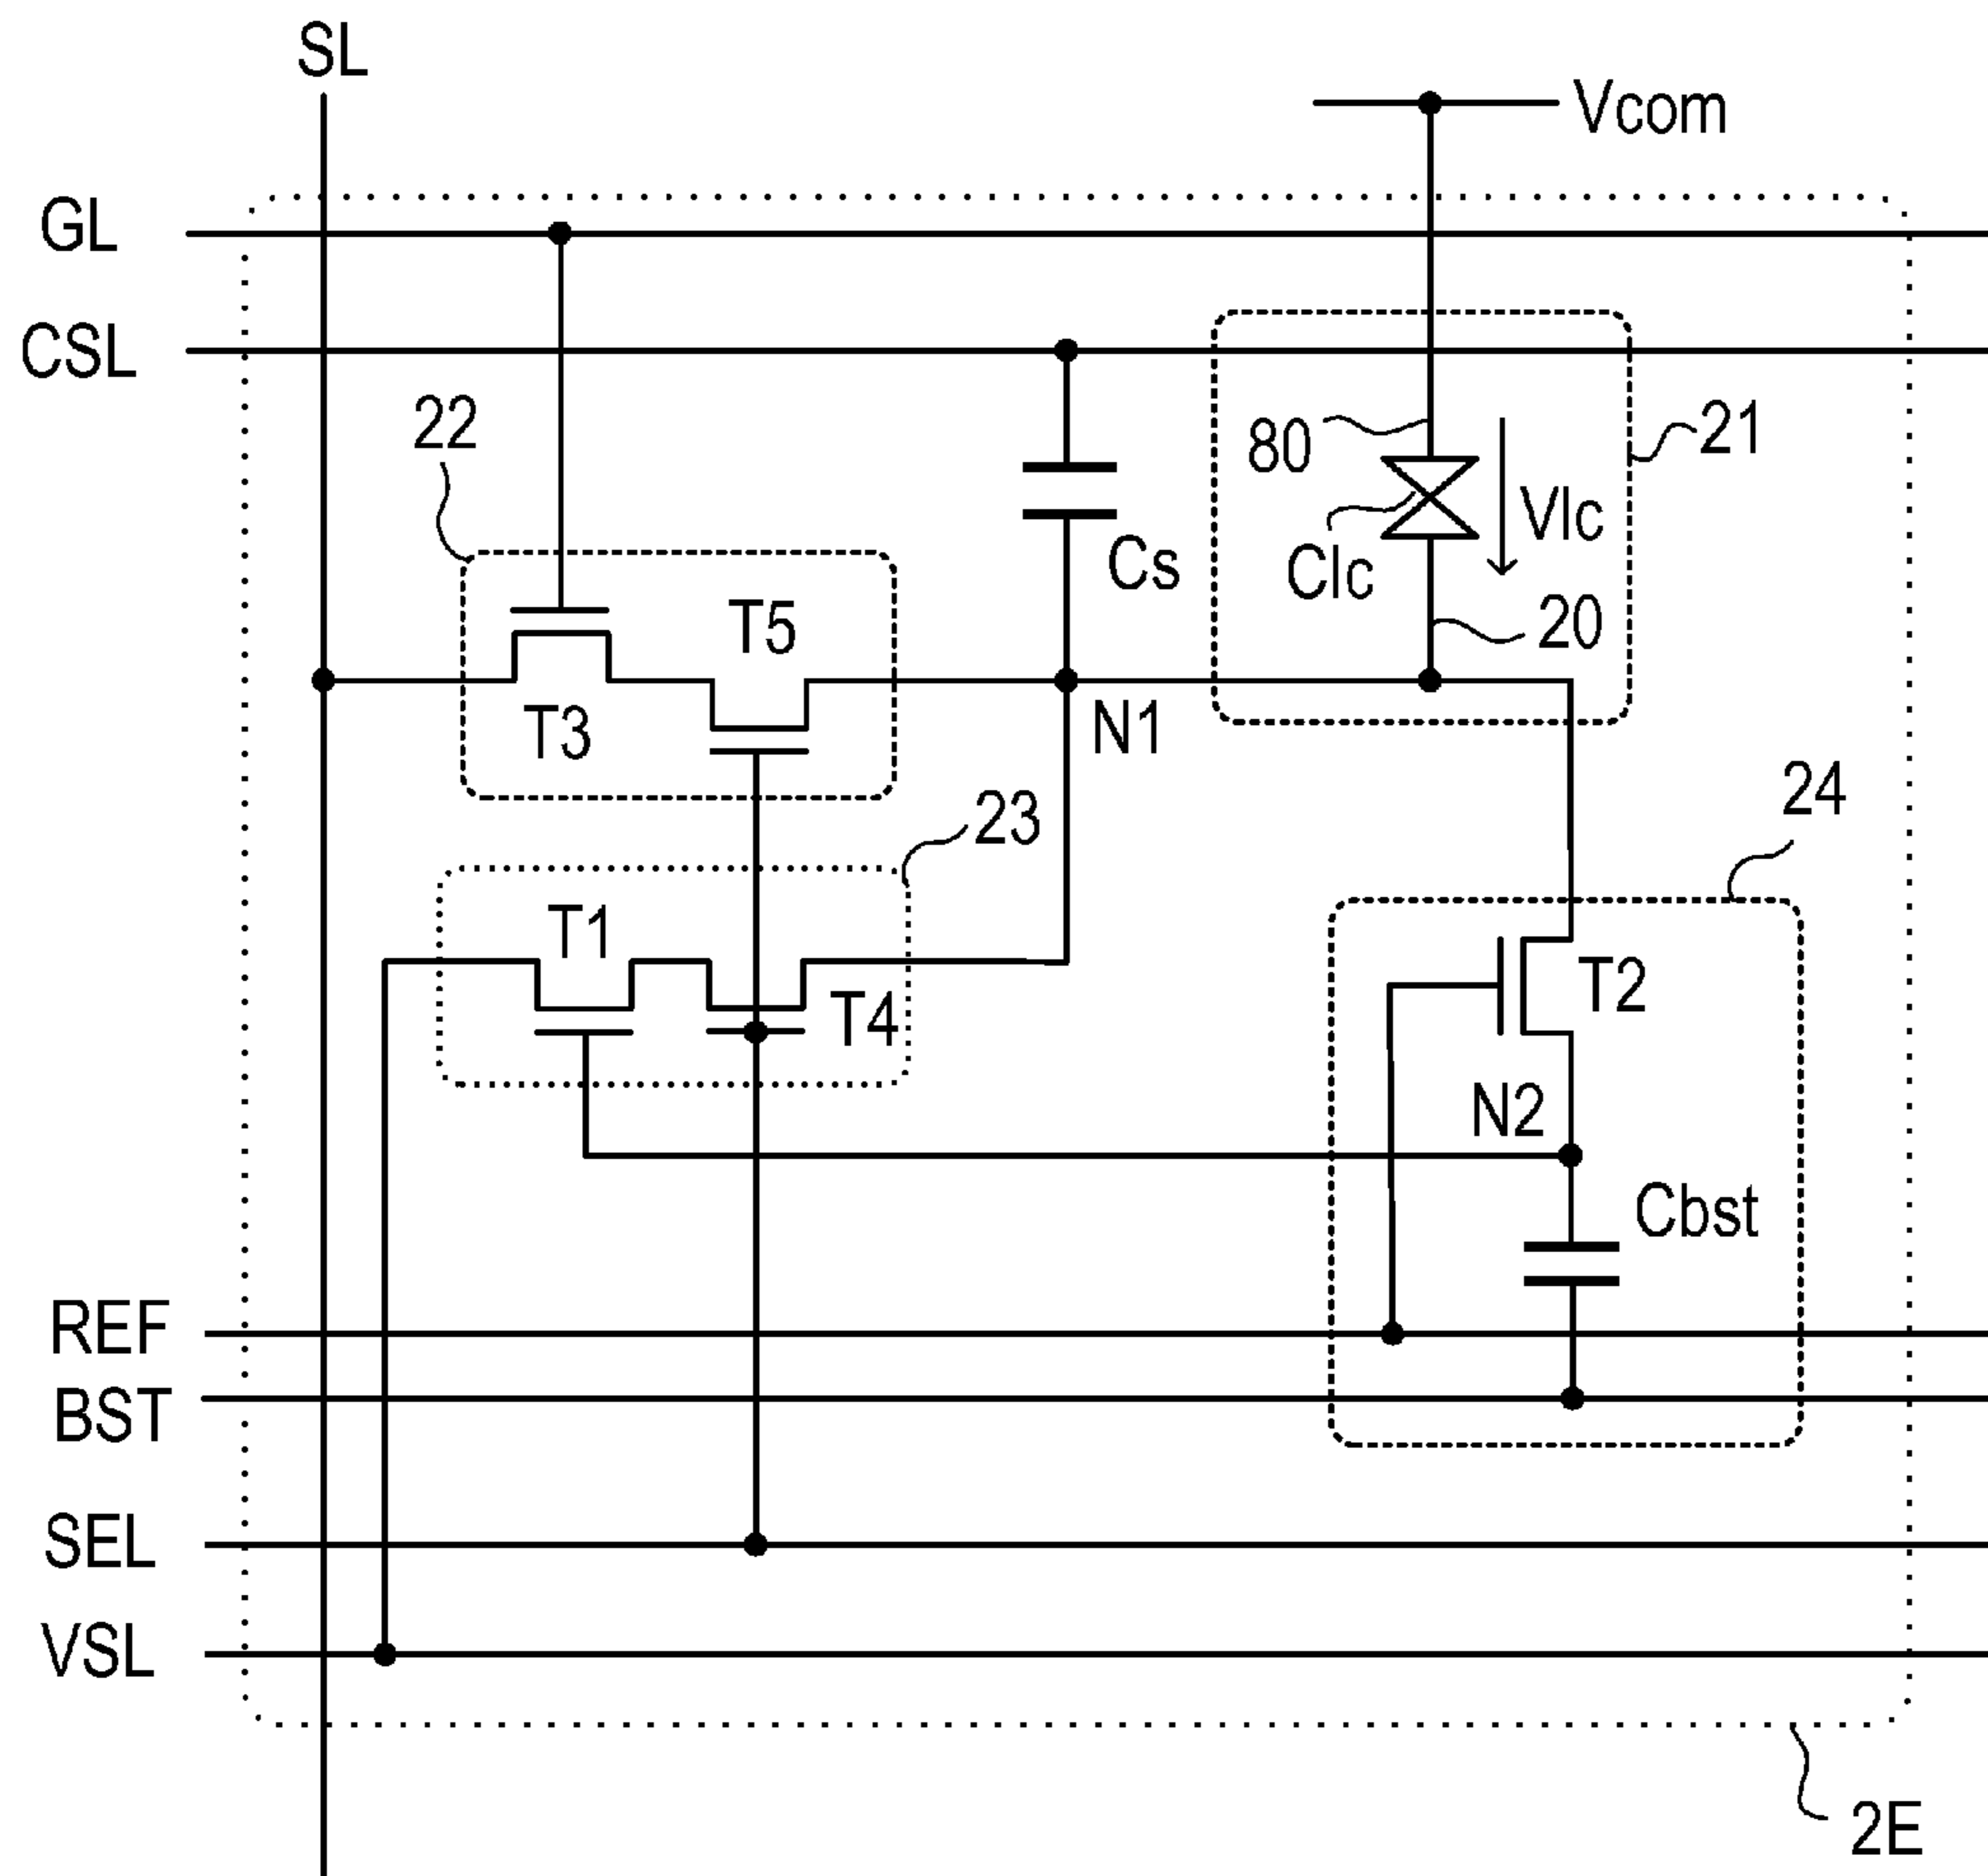 SL
Vcom
GL
CSL
22
80
21
Vlc
Cs
Clc
T5
20
T3
N1
24
23
T1
T2
T4
N2
Cbst
REF
BST
SEL
VSL
2E